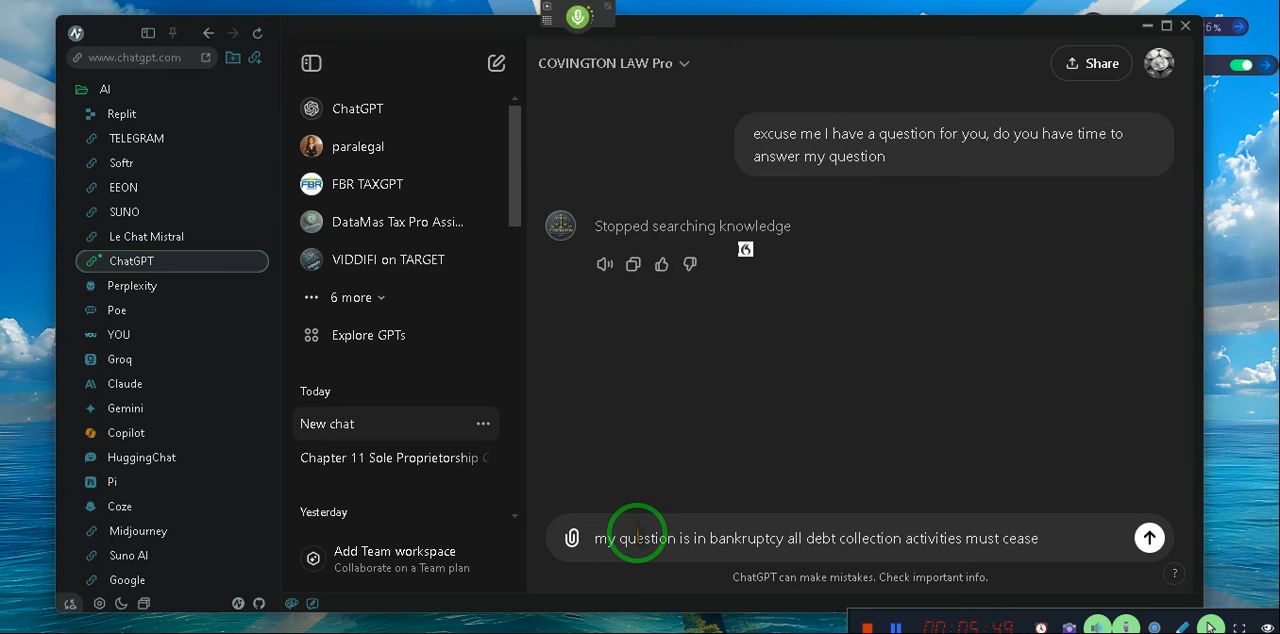 www.chatgpt.com
AI
Replit
TELEGRAM
Softr
EEON
SUNO
Le Chat Mistral
ChatGPT
Perplexity
Poe
YOU
YOU
Groq
Claude
Gemini
Copilot
HuggingChat
Pi
Coze
Midjourney
Suno AI
Google
ChatGPT
paralegal
FBR
FBR TAXGPT
DataMas Tax Pro Assi...
VIDDIFI on TARGET
6 more
Explore GPTs
Today
New chat
Chapter 11 Sole Proprietorship C
Yesterday
Add Team workspace
Collaborate on a Team plan
COVINGTON LAW Pro
Share
excuse me I have a question for you, do you have time to
answer my question
Stopped searching knowledge
my question is in bankruptcy all debt collection activities must cease
ChatGPT can make mistakes. Check important info.
?
00:05:49